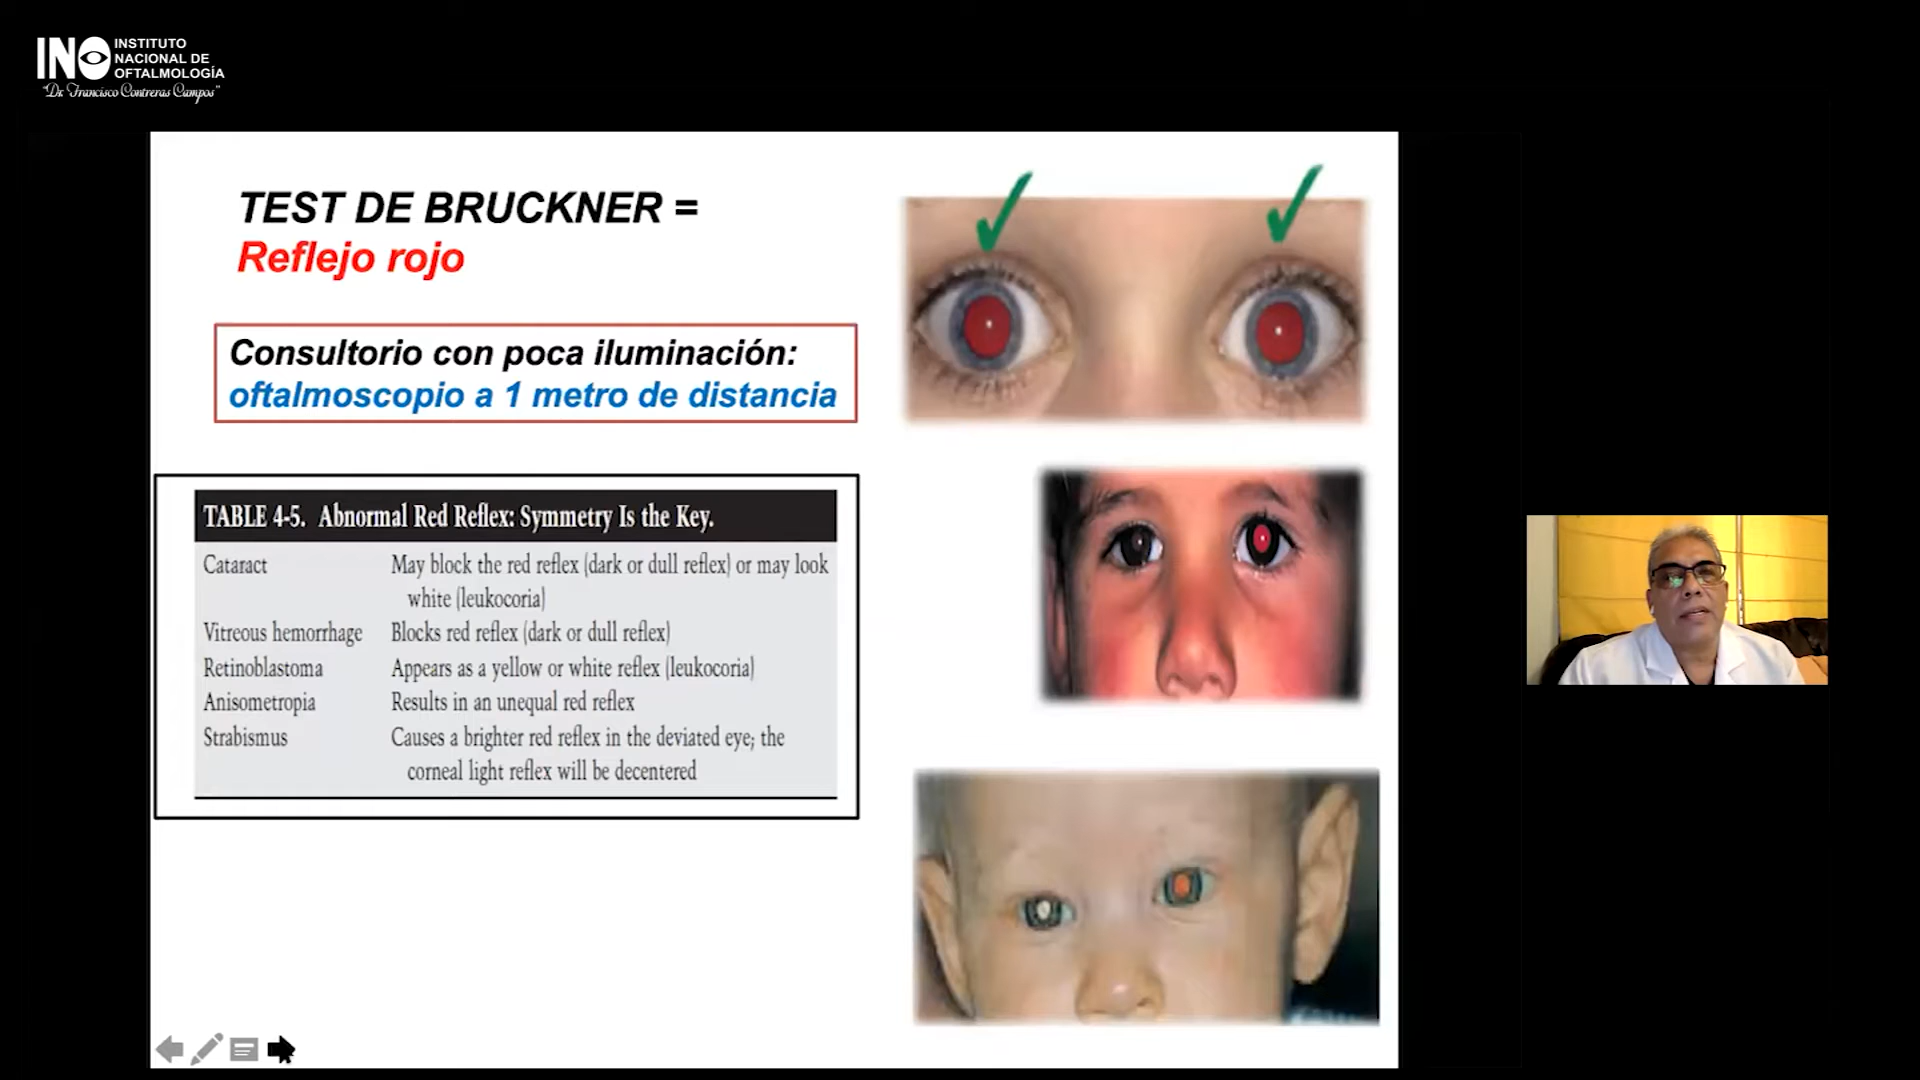 INO INSTITUTO
NACIONAL DE
OFTALMOLOGÍA
"Dr. Francisco Contreras Campos"
TEST DE BRUCKNER =
Reflejo rojo
Consultorio con poca iluminación:
oftalmoscopio a 1 metro de distancia
TABLE 4-5. Abnormal Red Reflex: Symmetry Is the Key.
Cataract May block the red reflex (dark or dull reflex) or may look
white (leukocoria)
Vitreous hemorrhage Blocks red reflex (dark or dull reflex)
Retinoblastoma Appears as a yellow or white reflex (leukocoria)
Anisometropia Results in an unequal red reflex
Strabismus Causes a brighter red reflex in the deviated eye; the
corneal light reflex will be decentered